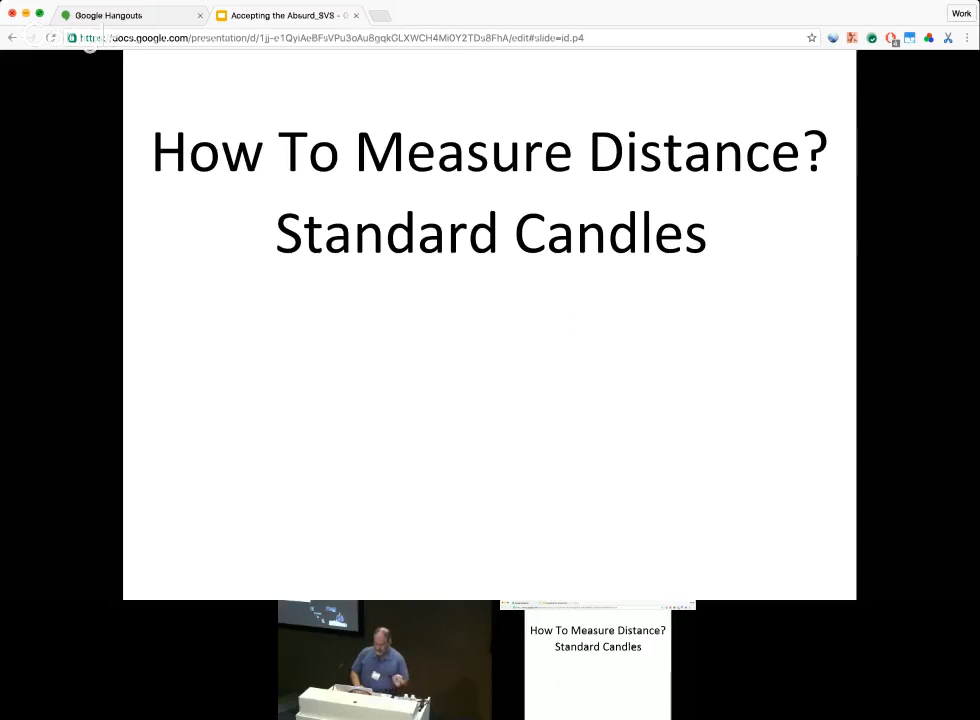 Google Hangouts
Accepting the Absurd_SVS - G
Work
https://docs.google.com/presentation/d/1jj-e1QyiAeBFsVPu3oAu8gqkGLXWCH4Mi0Y2TDs8FhA/edit#slide=id.p4
How To Measure Distance?
Standard Candles
How To Measure Distance?
Standard Candles